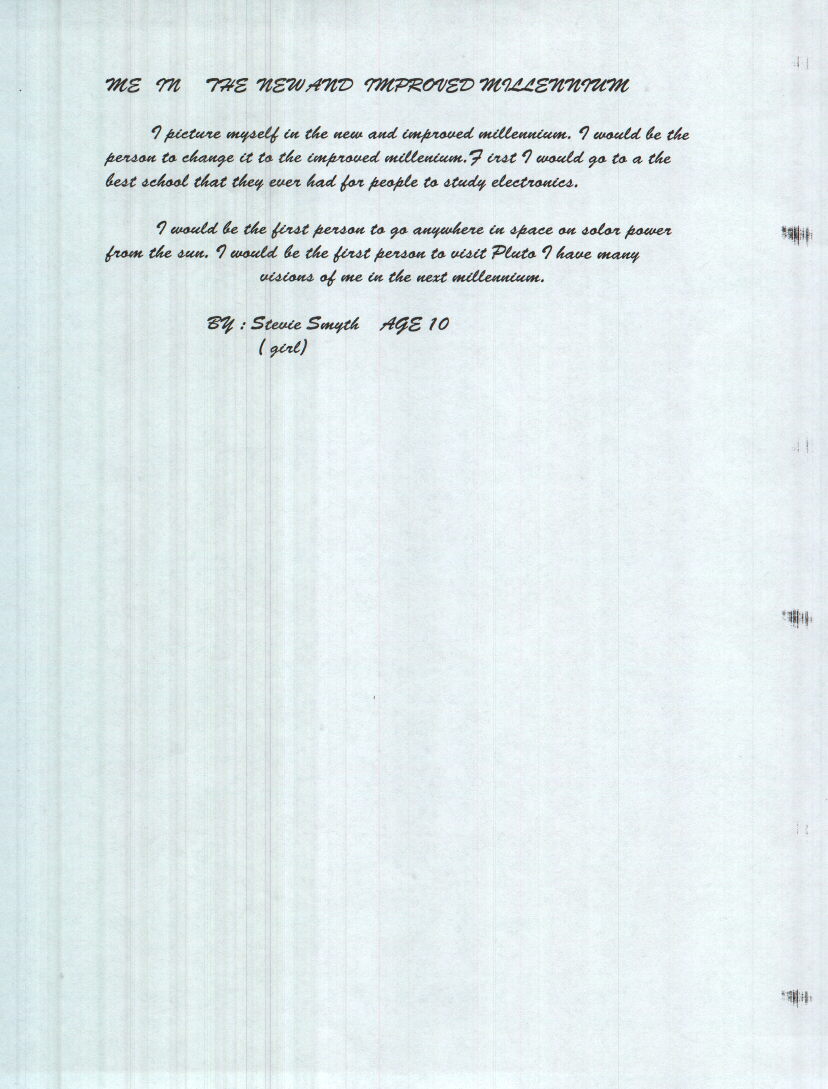 ME IN THE NEW AND IMPROVED MILLENNIUM
I picture myself in the new and improved millennium. I would be the
person to change it to the improved millenium.F irst I would go to a the
best school that they ever had for people to study electronics.
I would be the first person to go anywhere in space on solor power
from the sun. I would be the first person to visit Pluto I have many
visions of me in the next millennium.
BY : Stevie Smyth AGE 10
( girl)